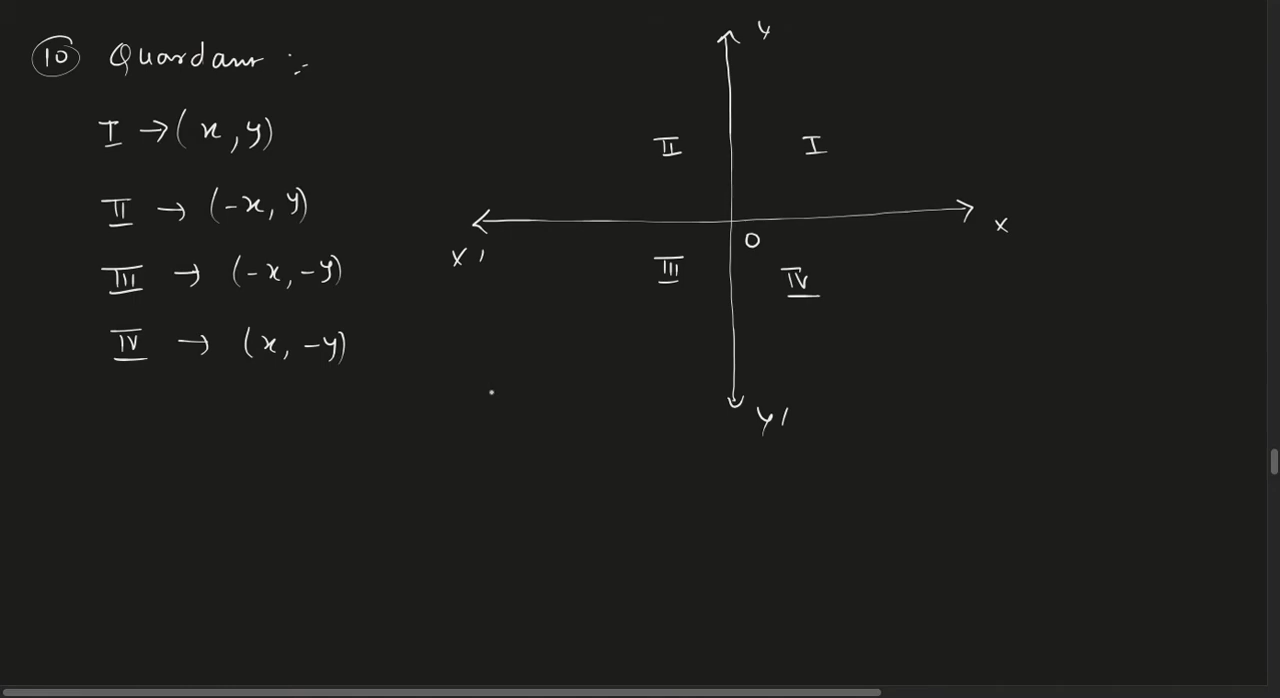 10 Quardant :-
I → (x, y)
II → (-x, y)
III → (-x, -y)
IV → (x, -y)
y
II I
x' O x
III IV
y'